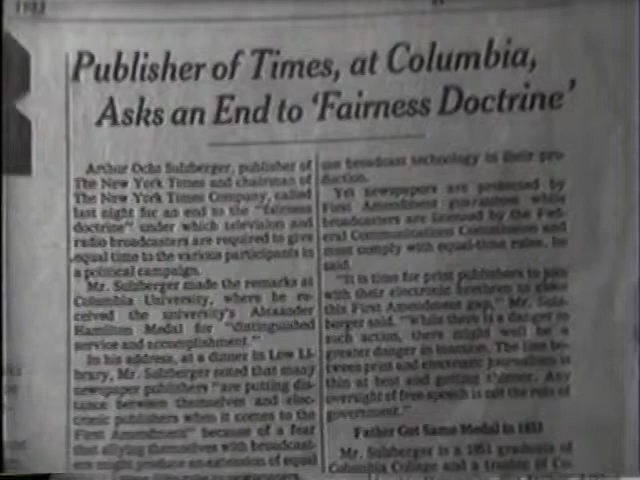 1982
Publisher of Times, at Columbia,
Asks an End to 'Fairness Doctrine'
Arthur Ochs Sulzberger, publisher of
The New York Times and chairman of
The New York Times Company, called
last night for an end to the "fairness
doctrine" under which television and
radio broadcasters are required to give
equal time to the various participants in
a political campaign.
Mr. Sulzberger made the remarks at
Columbia University, where he re-
ceived the university's Alexander
Hamilton Medal for "distinguished
service and accomplishment."
In his address, at a dinner in Low Li-
brary, Mr. Sulzberger noted that many
newspaper publishers "are putting dis-
tance between themselves and elec-
tronic publishers when it comes to the
First Amendment" because of a fear
that allying themselves with broadcast-
ers might produce an extension of equal
use broadcast technology in their pro-
duction.
Yet newspapers are protected by
First Amendment guarantees while
broadcasters are licensed by the Fed-
eral Communications Commission and
must comply with equal-time rules, he
said.
"It is time for print publishers to join
with their electronic brethren to close
this First Amendment gap," Mr. Sulz-
berger said. "While there is a danger in
such action, there might well be a
greater danger in inaction. The line be-
tween print and electronic journalism is
thin at best and getting thinner. Any
oversight of free speech is not the role of
government."
Father Got Same Medal in 1951
Mr. Sulzberger is a 1951 graduate of
Columbia College and a trustee of Co-